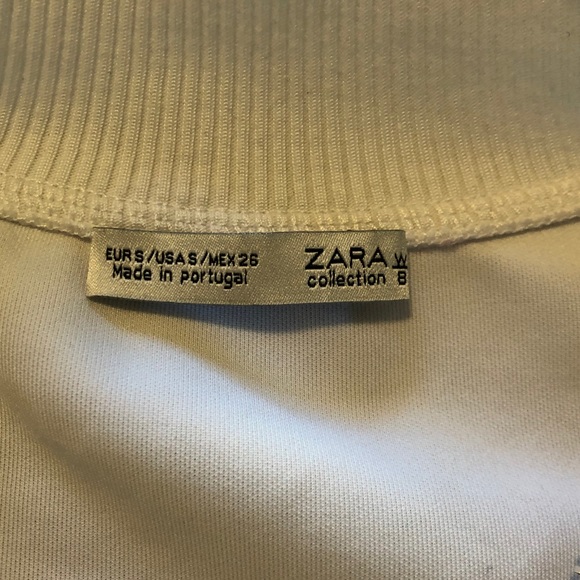 EUR S/USA S/MEX 26
Made in portugal
ZARA W
collection B